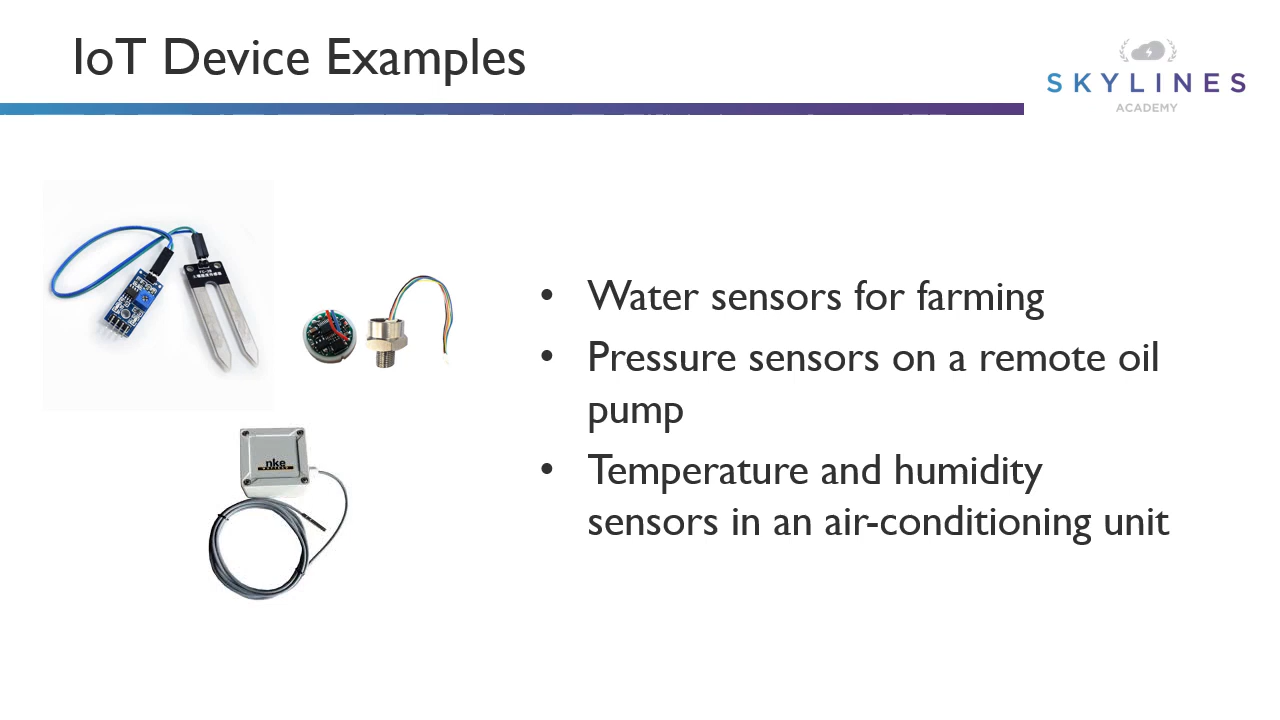 IoT Device Examples
SKYLINES
ACADEMY
• Water sensors for farming
• Pressure sensors on a remote oil
pump
• Temperature and humidity
sensors in an air-conditioning unit
nke